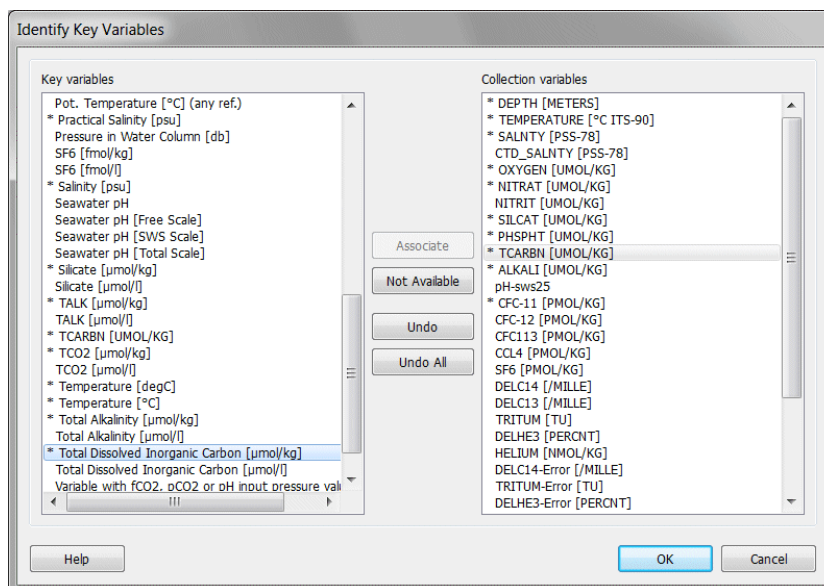 Identify Key Variables
Key variables
Pot. Temperature [°C] (any ref.)
* Practical Salinity [psu]
Pressure in Water Column [db]
SF6 [fmol/kg]
SF6 [fmol/l]
* Salinity [psu]
Seawater pH
Seawater pH [Free Scale]
Seawater pH [SWS Scale]
Seawater pH [Total Scale]
* Silicate [µmol/kg]
Silicate [µmol/l]
* TALK [µmol/kg]
TALK [µmol/l]
* TCARBN [UMOL/KG]
* TCO2 [µmol/kg]
TCO2 [µmol/l]
* Temperature [degC]
* Temperature [°C]
* Total Alkalinity [µmol/kg]
Total Alkalinity [µmol/l]
* Total Dissolved Inorganic Carbon [µmol/kg]
Total Dissolved Inorganic Carbon [µmol/l]
Variable with fCO2, pCO2 or pH input pressure val
Associate
Not Available
Undo
Undo All
Collection variables
* DEPTH [METERS]
* TEMPERATURE [°C ITS-90]
* SALNTY [PSS-78]
CTD_SALNTY [PSS-78]
* OXYGEN [UMOL/KG]
* NITRAT [UMOL/KG]
NITRIT [UMOL/KG]
* SILCAT [UMOL/KG]
* PHSPHT [UMOL/KG]
* TCARBN [UMOL/KG]
* ALKALI [UMOL/KG]
pH-sws25
* CFC-11 [PMOL/KG]
CFC-12 [PMOL/KG]
CFC113 [PMOL/KG]
CCL4 [PMOL/KG]
SF6 [PMOL/KG]
DELC14 [/MILLE]
DELC13 [/MILLE]
TRITUM [TU]
DELHE3 [PERCNT]
HELIUM [NMOL/KG]
DELC14-Error [/MILLE]
TRITUM-Error [TU]
DELHE3-Error [PERCNT]
Help
OK
Cancel